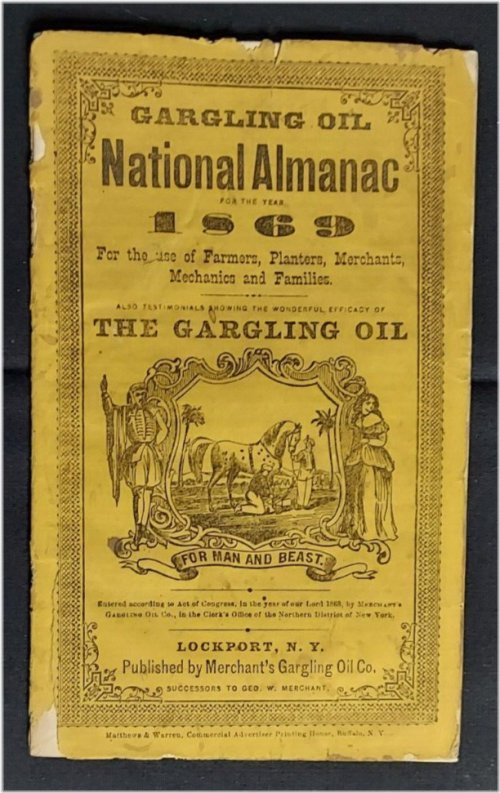 GARGLING OIL
National Almanac
FOR THE YEAR
1869
For the use of Farmers, Planters, Merchants,
Mechanics and Families.
ALSO TESTIMONIALS SHOWING THE WONDERFUL EFFICACY OF
THE GARGLING OIL
FOR MAN AND BEAST.
Entered according to Act of Congress, in the year of our Lord 1868, by MERCHANT'S
GARGLING OIL CO., in the Clerk's Office of the Northern District of New York.
LOCKPORT, N. Y.
Published by Merchant's Gargling Oil Co.
SUCCESSORS TO GEO. W. MERCHANT.
Matthews & Warren, Commercial Advertiser Printing House, Buffalo, N. Y.